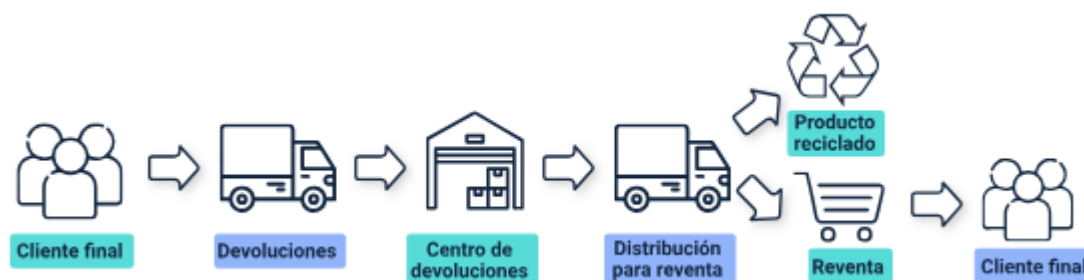 Cliente final
Devoluciones
Centro de
devoluciones
Distribución
para reventa
Producto
reciclado
Reventa
Cliente final